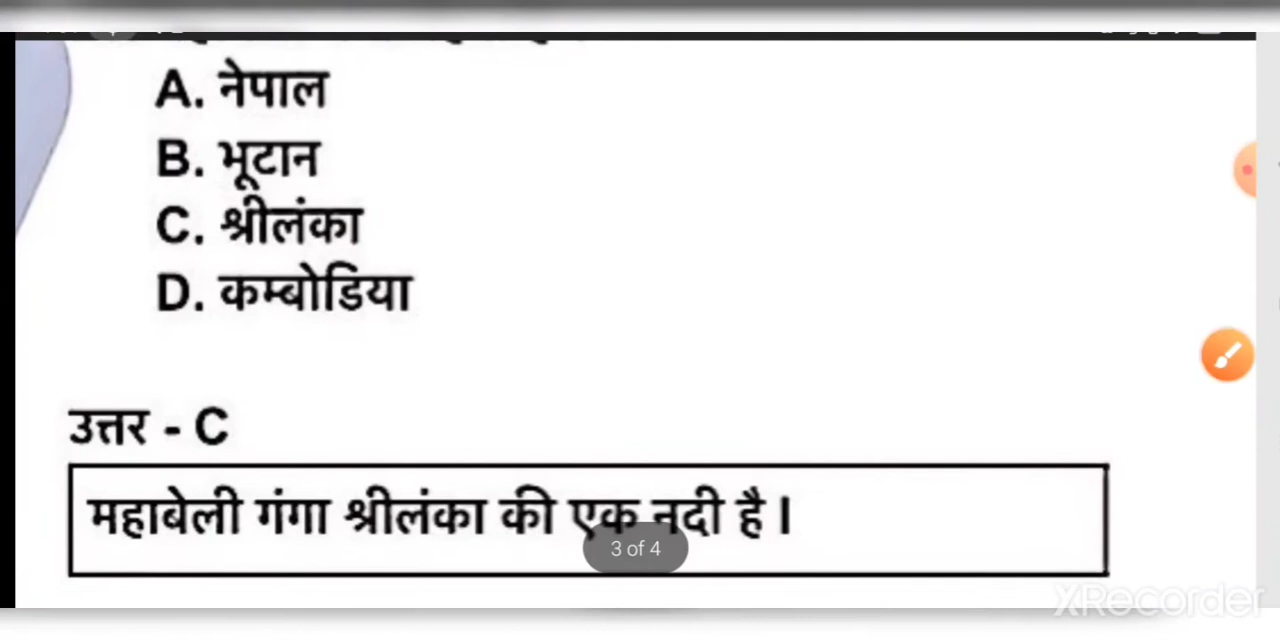 A. नेपाल
B. भूटान
C. श्रीलंका
D. कम्बोडिया
उत्तर - C
महाबेली गंगा श्रीलंका की एक नदी है।
3 of 4
XRecorder